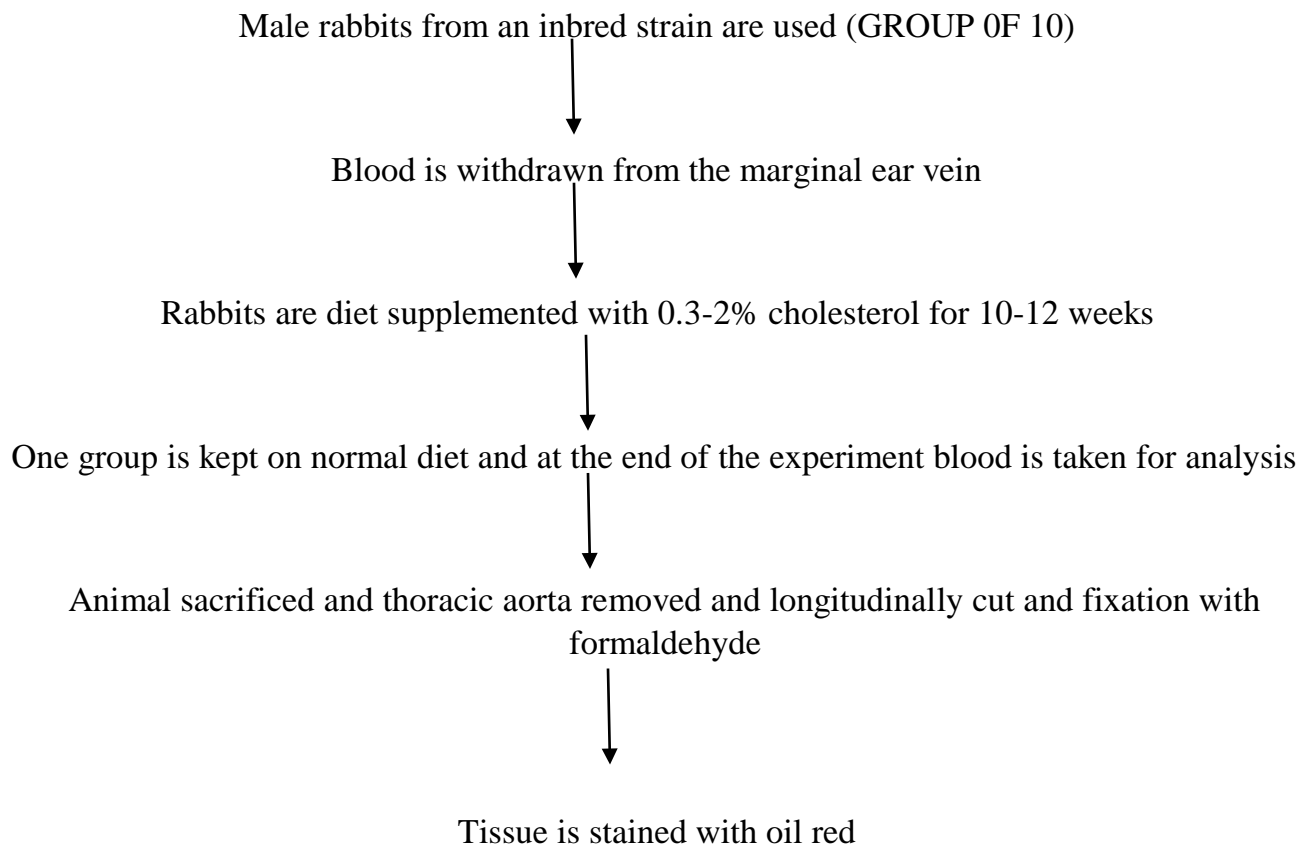 Male rabbits from an inbred strain are used (GROUP 0F 10)
Blood is withdrawn from the marginal ear vein
Rabbits are diet supplemented with 0.3-2% cholesterol for 10-12 weeks
One group is kept on normal diet and at the end of the experiment blood is taken for analysis
Animal sacrificed and thoracic aorta removed and longitudinally cut and fixation with
formaldehyde
Tissue is stained with oil red